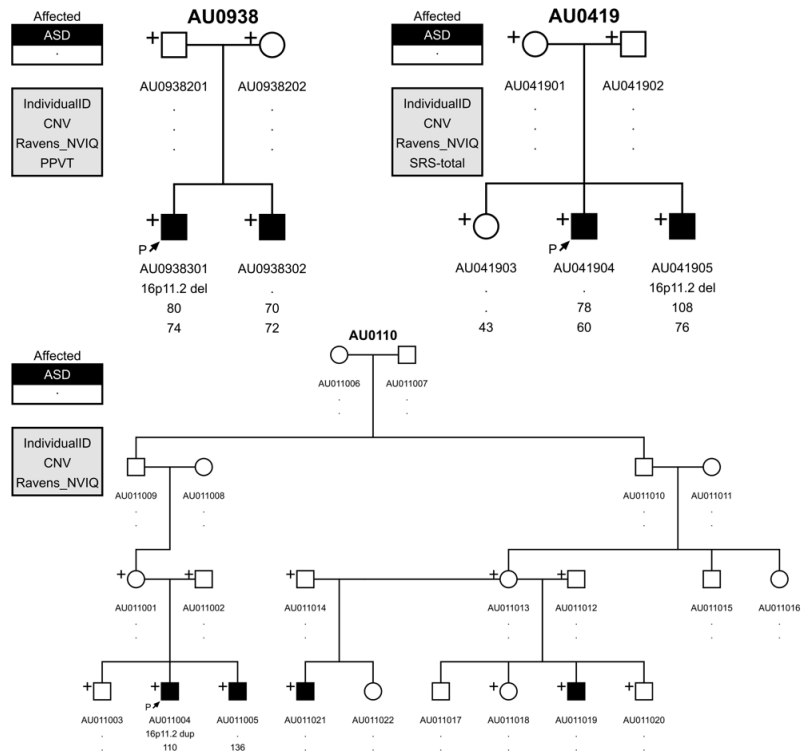 Affected
ASD
.
IndividualID
CNV
Ravens_NVIQ
PPVT
AU0938
+ +
AU0938201 AU0938202
. .
. .
. .
+ +
P
AU0938301 AU0938302
16p11.2 del .
80 70
74 72
Affected
ASD
.
IndividualID
CNV
Ravens_NVIQ
SRS-total
AU0419
+ +
AU041901 AU041902
. .
. .
. .
+ + +
P
AU041903 AU041904 AU041905
. . 16p11.2 del
. 78 108
43 60 76
Affected
ASD
.
IndividualID
CNV
Ravens_NVIQ
AU0110
AU011006 AU011007
. .
. .
AU011009 AU011008 AU011010 AU011011
. . . .
. . . .
+ + + + +
AU011001 AU011002 AU011014 AU011013 AU011012 AU011015 AU011016
. . . . . . .
. . . . . . .
+ + + + + + +
P
AU011003 AU011004 AU011005 AU011021 AU011022 AU011017 AU011018 AU011019 AU011020
. 16p11.2 dup . . . . . . .
. 110 136 . . . . . .